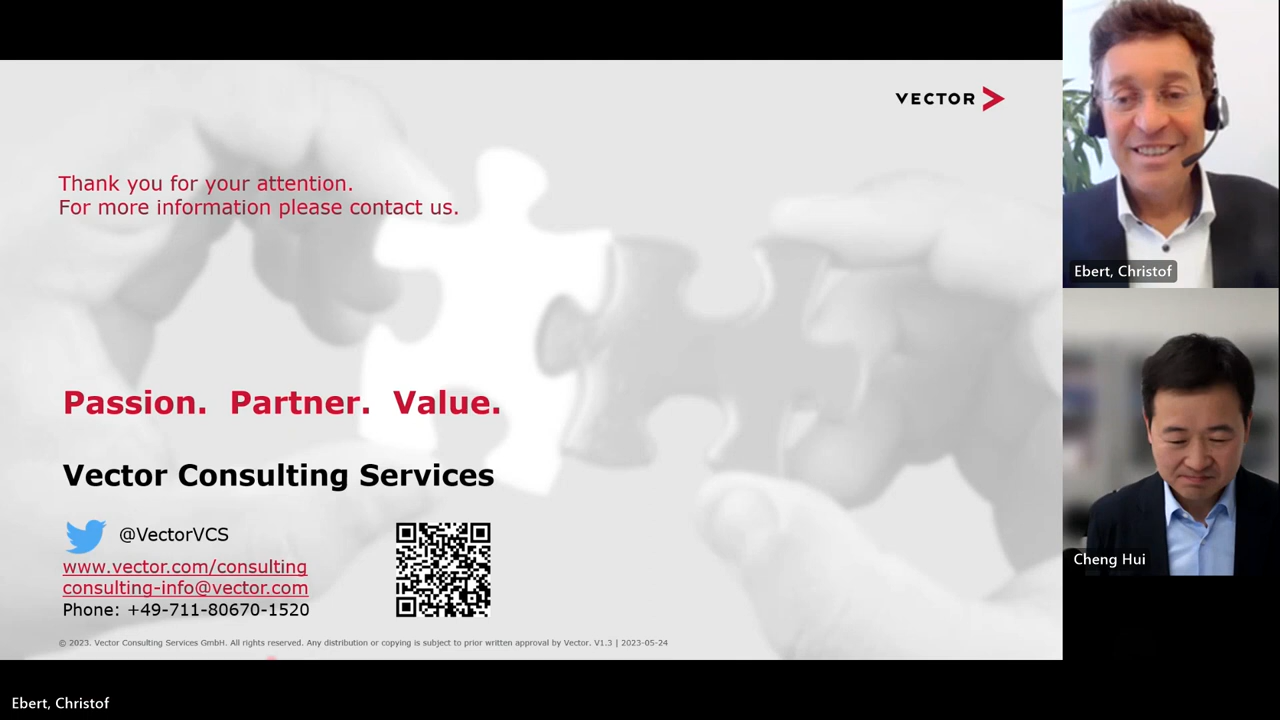 VECTOR
Thank you for your attention.
For more information please contact us.
Passion. Partner. Value.
Vector Consulting Services
@VectorVCS
www.vector.com/consulting
consulting-info@vector.com
Phone: +49-711-80670-1520
© 2023. Vector Consulting Services GmbH. All rights reserved. Any distribution or copying is subject to prior written approval by Vector. V1.3 | 2023-05-24
Ebert, Christof
Cheng Hui
Ebert, Christof